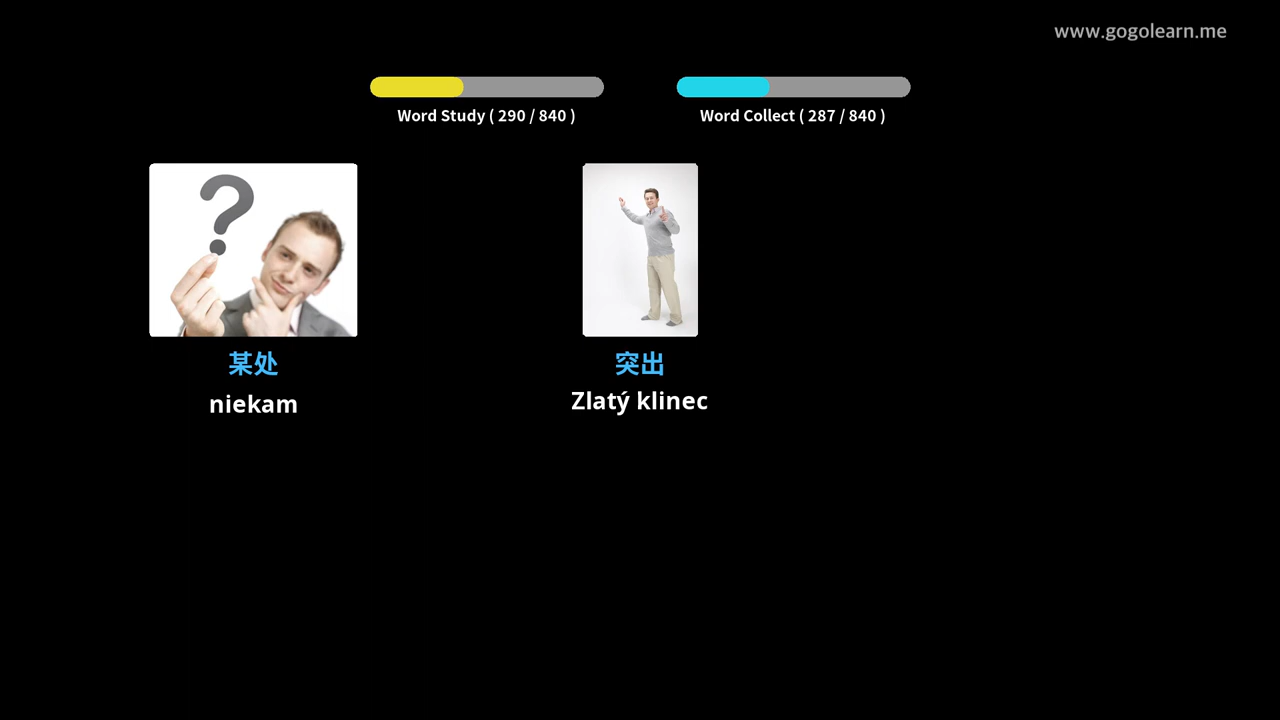 www.gogolearn.me
Word Study ( 290 / 840 )
Word Collect ( 287 / 840 )
?
某处
niekam
突出
Zlatý klinec